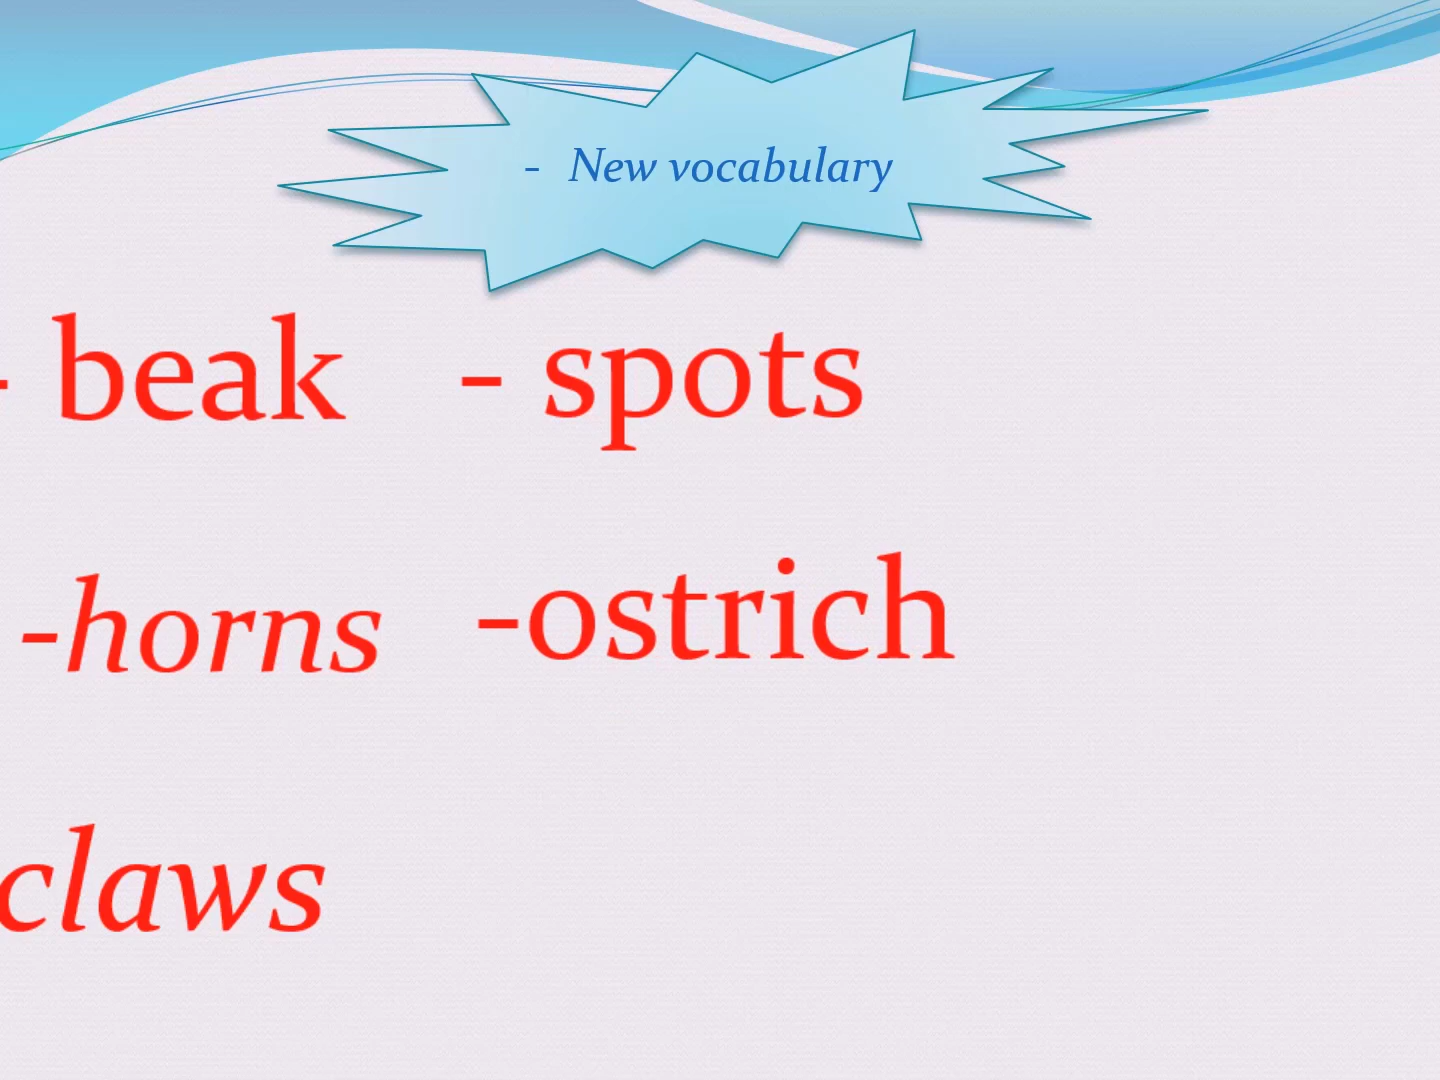 - New vocabulary
- beak - spots
-horns -ostrich
claws